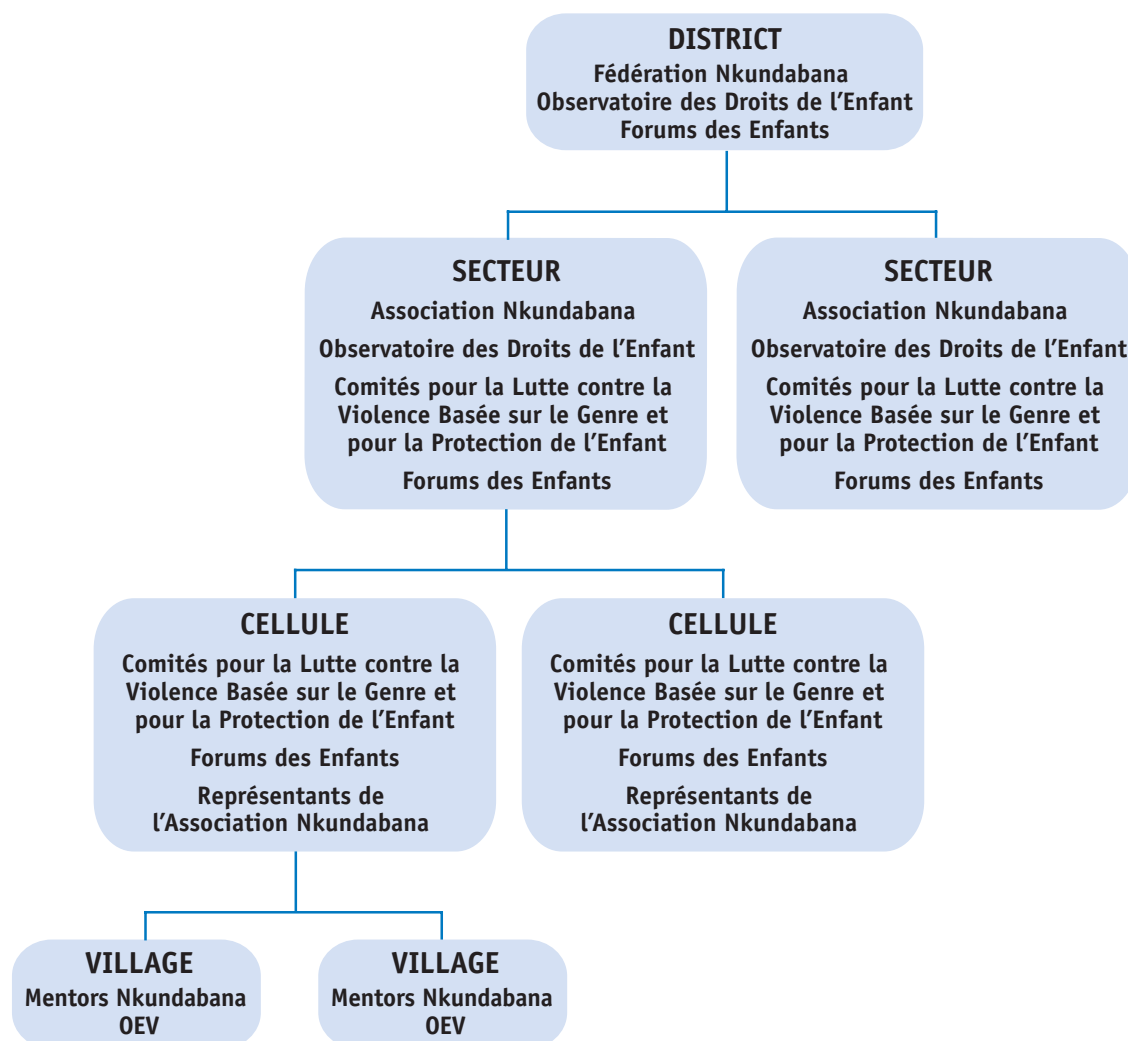 DISTRICT
Fédération Nkundabana
Observatoire des Droits de l'Enfant
Forums des Enfants
SECTEUR
Association Nkundabana
Observatoire des Droits de l'Enfant
Comités pour la Lutte contre la
Violence Basée sur le Genre et
pour la Protection de l'Enfant
Forums des Enfants
SECTEUR
Association Nkundabana
Observatoire des Droits de l'Enfant
Comités pour la Lutte contre la
Violence Basée sur le Genre et
pour la Protection de l'Enfant
Forums des Enfants
CELLULE
Comités pour la Lutte contre la
Violence Basée sur le Genre et
pour la Protection de l'Enfant
Forums des Enfants
Représentants de
l'Association Nkundabana
CELLULE
Comités pour la Lutte contre la
Violence Basée sur le Genre et
pour la Protection de l'Enfant
Forums des Enfants
Représentants de
l'Association Nkundabana
VILLAGE
Mentors Nkundabana
OEV
VILLAGE
Mentors Nkundabana
OEV